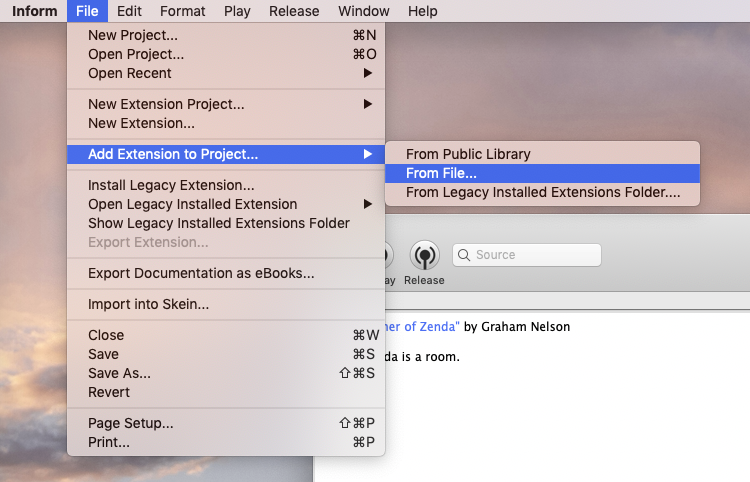 Inform File Edit Format Play Release Window Help
New Project... ⌘N
Open Project... ⌘O
Open Recent ▶
New Extension Project... ▶
New Extension...
Add Extension to Project... ▶
From Public Library
From File...
From Legacy Installed Extensions Folder....
Install Legacy Extension...
Open Legacy Installed Extension ▶
Show Legacy Installed Extensions Folder
Export Extension...
Export Documentation as eBooks...
Import into Skein...
Close ⌘W
Save ⌘S
Save As... ⇧⌘S
Revert
Page Setup... ⇧⌘P
Print... ⌘P
Source
ay Release
ner of Zenda" by Graham Nelson
da is a room.